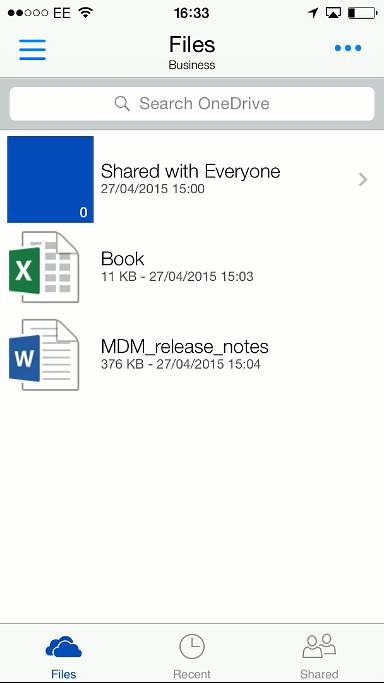 EE 16:33
Files
Business
Search OneDrive
0
Shared with Everyone
27/04/2015 15:00
X
Book
11 KB - 27/04/2015 15:03
W
MDM_release_notes
376 KB - 27/04/2015 15:04
Files Recent Shared